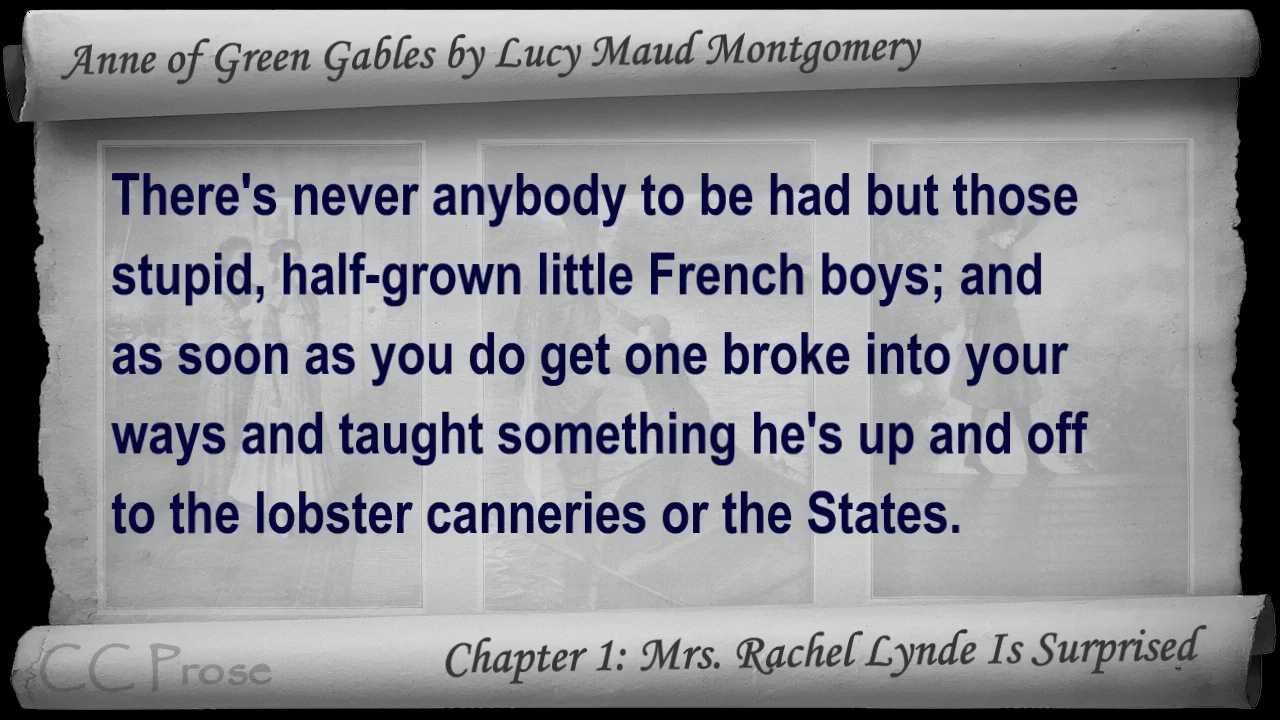 Anne of Green Gables by Lucy Maud Montgomery
There's never anybody to be had but those
stupid, half-grown little French boys; and
as soon as you do get one broke into your
ways and taught something he's up and off
to the lobster canneries or the States.
CC Prose
Chapter 1: Mrs. Rachel Lynde Is Surprised